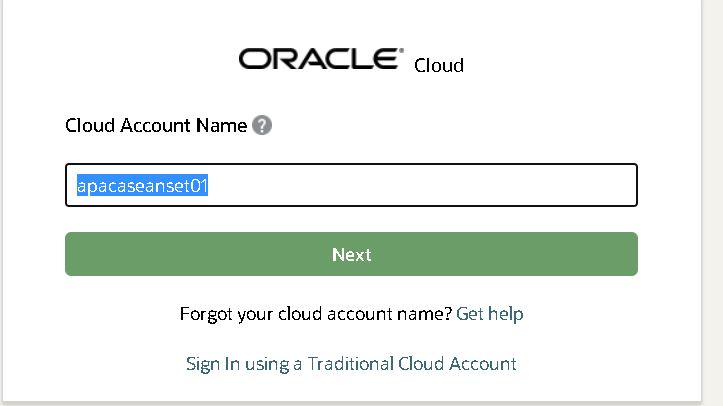 ORACLE® Cloud
Cloud Account Name ?
apacaseanset01
Next
Forgot your cloud account name? Get help
Sign In using a Traditional Cloud Account